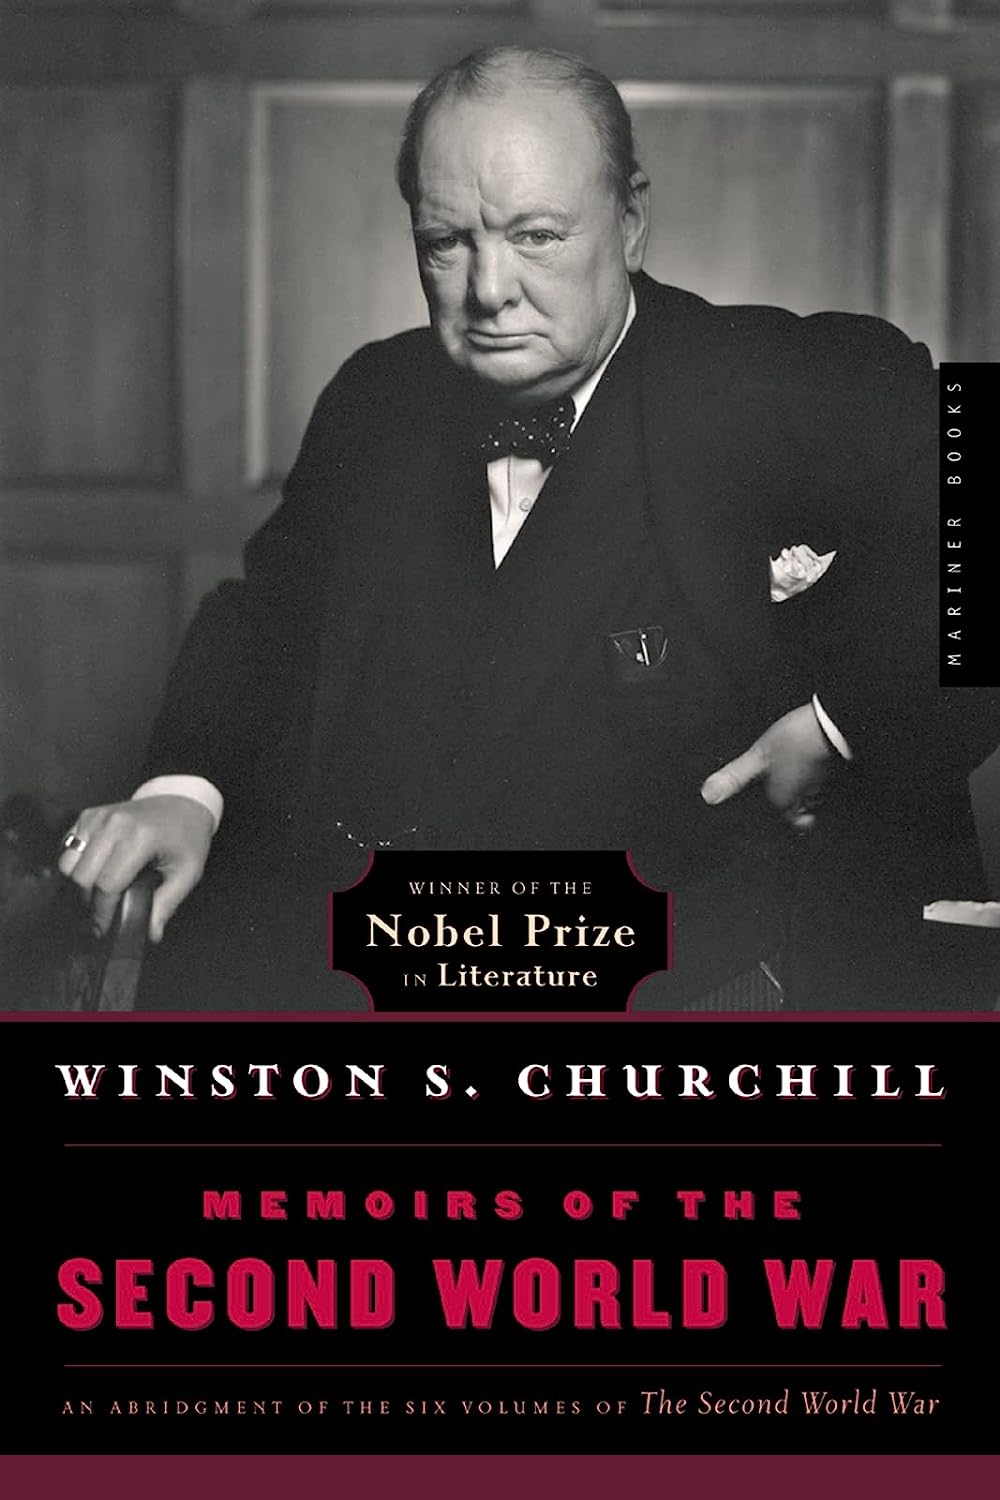 MARINER BOOKS
WINNER OF THE
Nobel Prize
IN Literature
WINSTON S. CHURCHILL
MEMOIRS OF THE
SECOND WORLD WAR
AN ABRIDGMENT OF THE SIX VOLUMES OF The Second World War